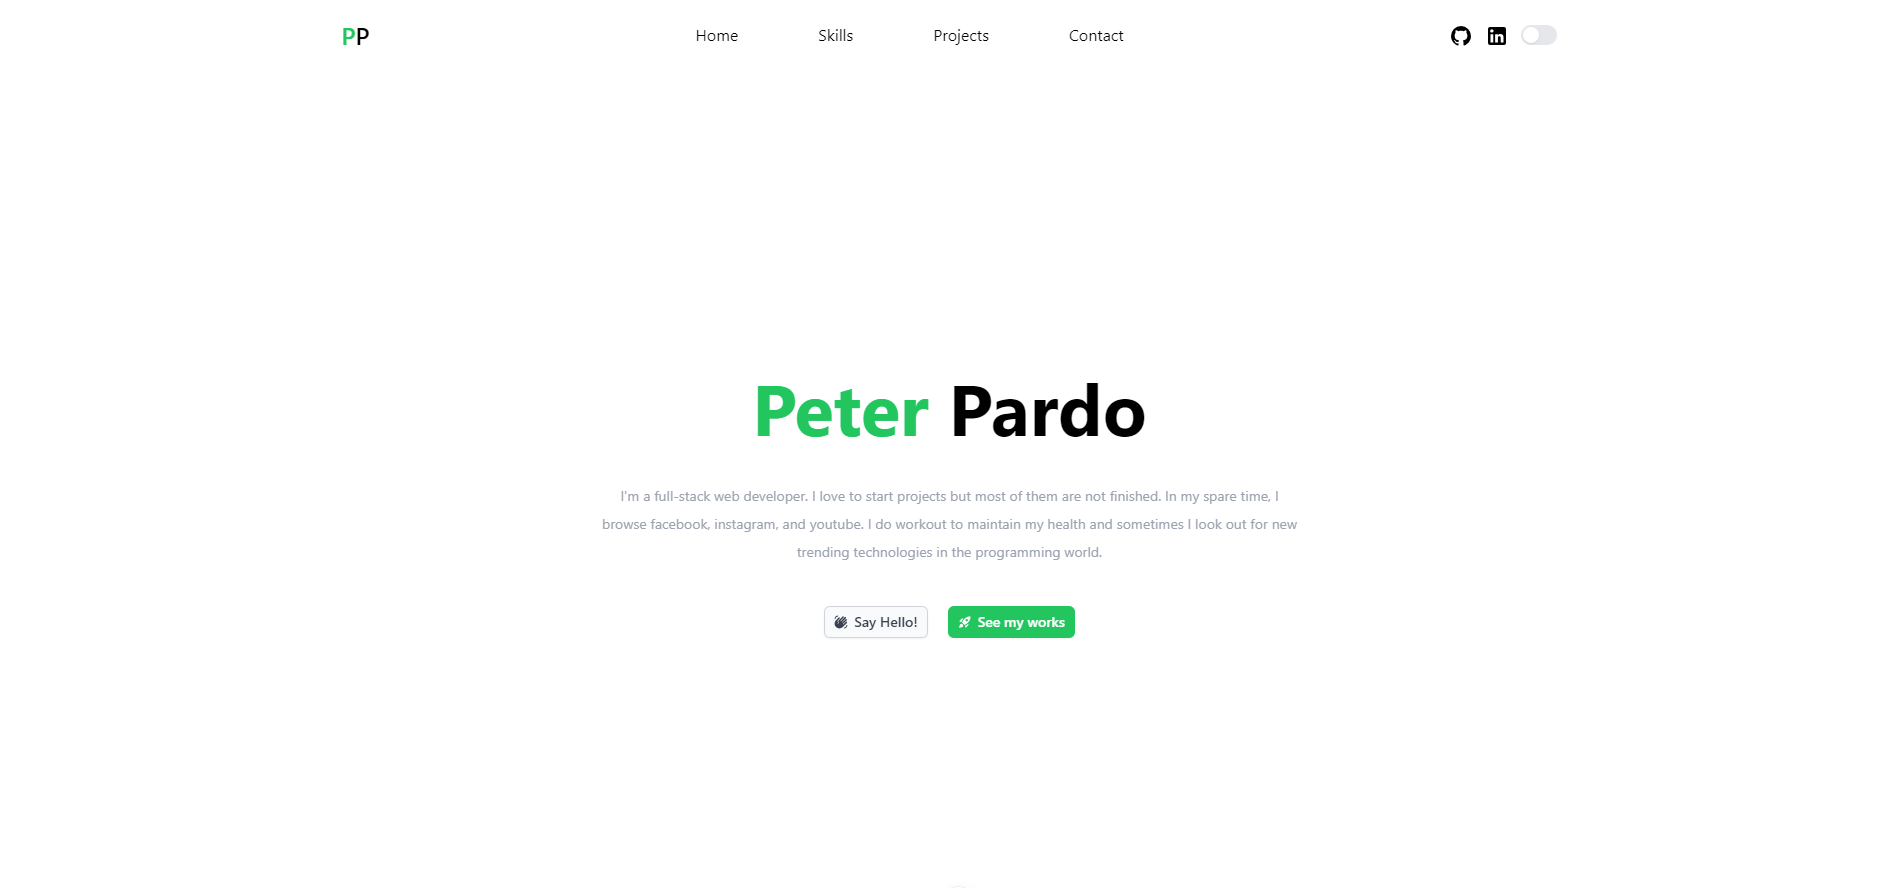 PP
Home
Skills
Projects
Contact
Peter Pardo
I'm a full-stack web developer. I love to start projects but most of them are not finished. In my spare time, I
browse facebook, instagram, and youtube. I do workout to maintain my health and sometimes I look out for new
trending technologies in the programming world.
Say Hello!
See my works